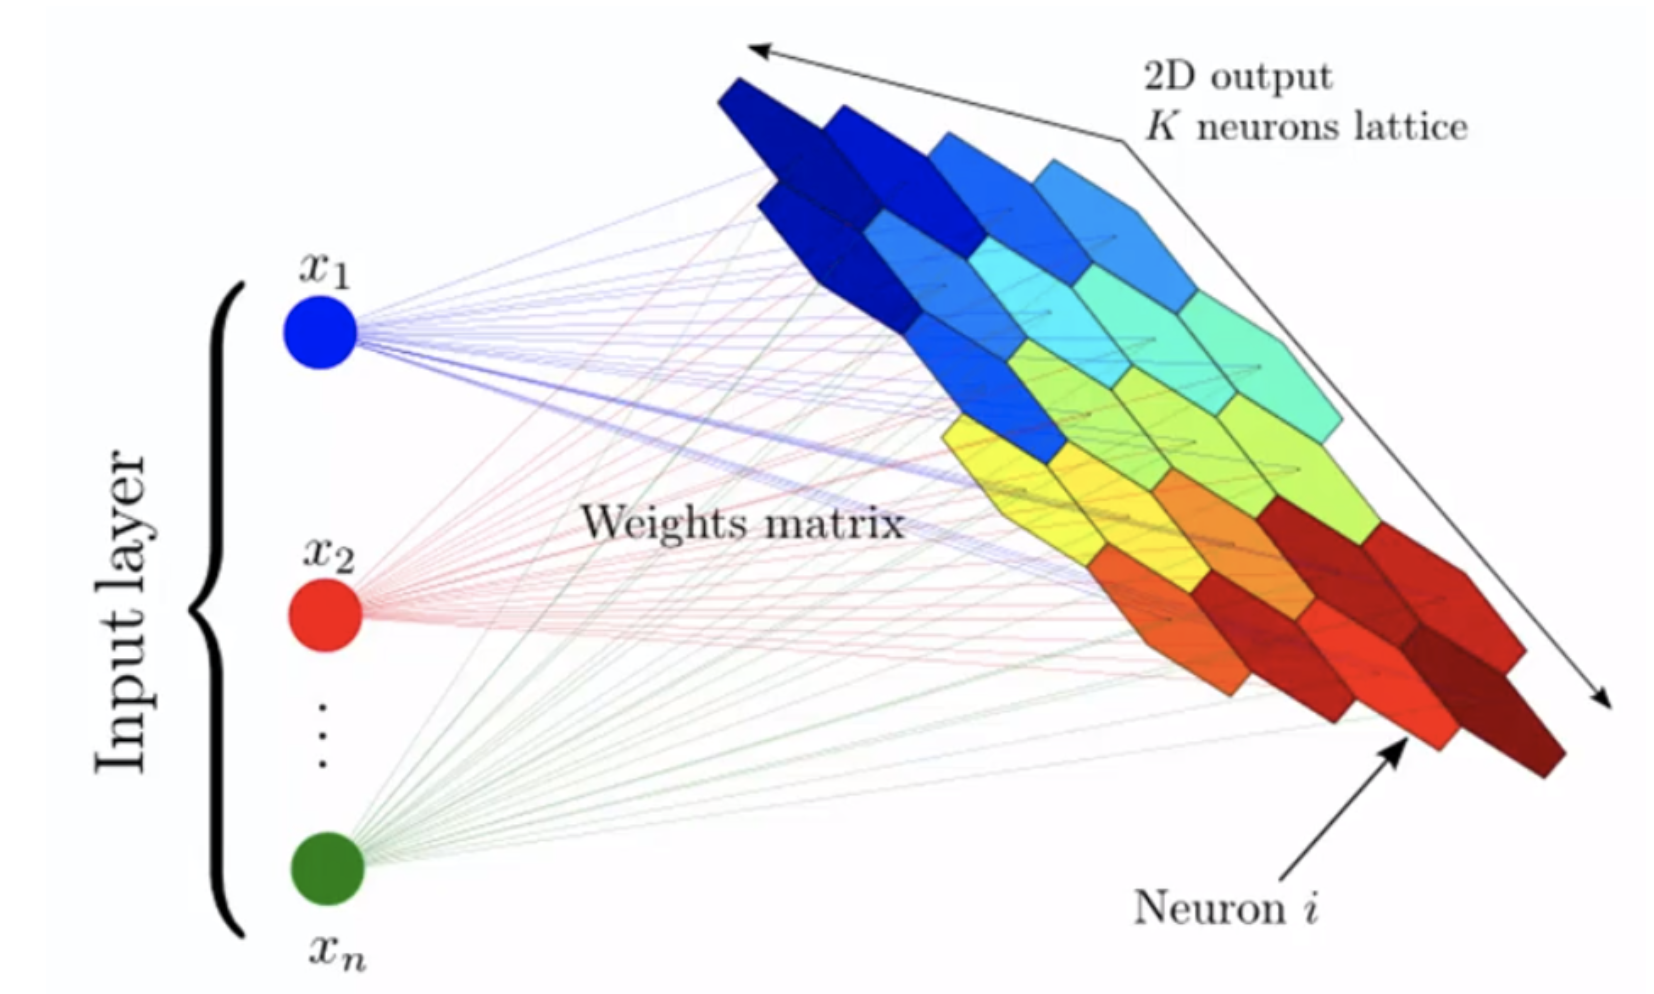 2D output
K neurons lattice
x₁
Input layer
x₂
Weights matrix
Neuron i
xₙ